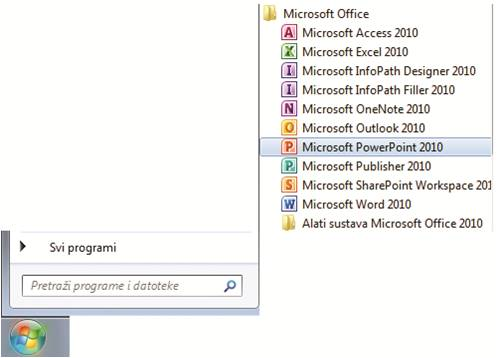 Microsoft Office
Microsoft Access 2010
Microsoft Excel 2010
Microsoft InfoPath Designer 2010
Microsoft InfoPath Filler 2010
Microsoft OneNote 2010
Microsoft Outlook 2010
Microsoft PowerPoint 2010
Microsoft Publisher 2010
Microsoft SharePoint Workspace 201
Microsoft Word 2010
Alati sustava Microsoft Office 2010
Svi programi
Pretraži programe i datoteke